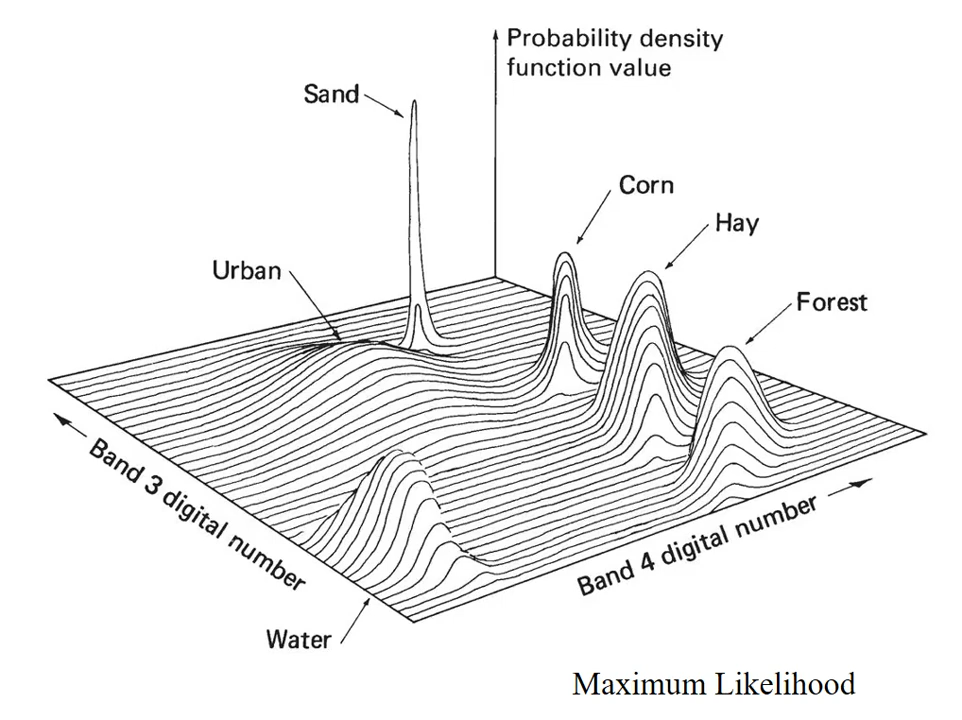 Probability density
function value
Sand
Corn
Hay
Urban
Forest
Band 3 digital number
Band 4 digital number
Water
Maximum Likelihood